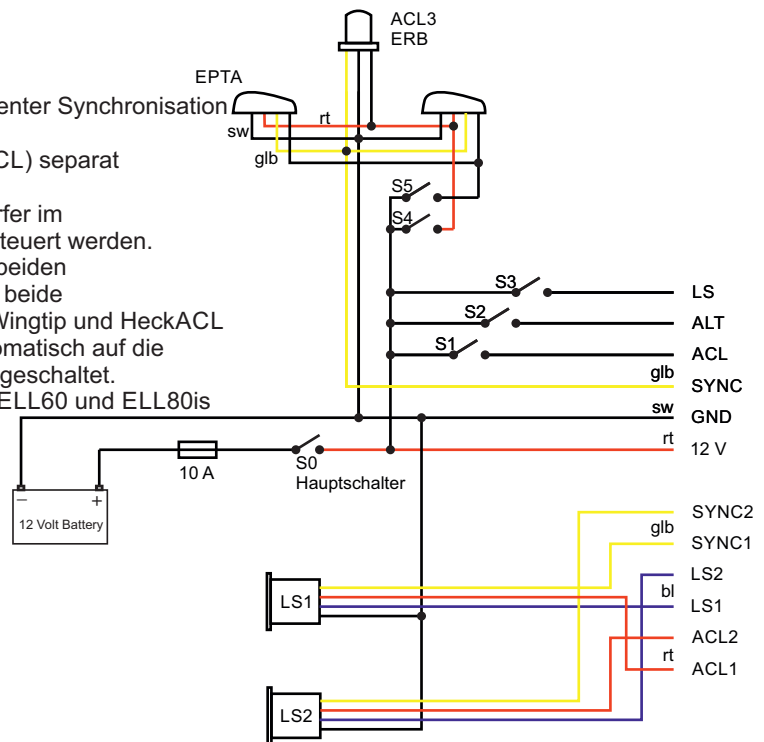 ACL3
ERB
EPTA
enter Synchronisation
rt
sw
CL) separat
glb
rfer im
S5
teuert werden.
S4
beiden
beide
S3
LS
Wingtip und HeckACL
S2
ALT
omatisch auf die
S1
ACL
geschaltet.
glb
SYNC
ELL60 und ELL80is
sw
GND
rt
12 V
10 A
S0
Hauptschalter
− +
12 Volt Battery
SYNC2
glb
SYNC1
LS2
bl
LS1
LS1
ACL2
rt
ACL1
LS2